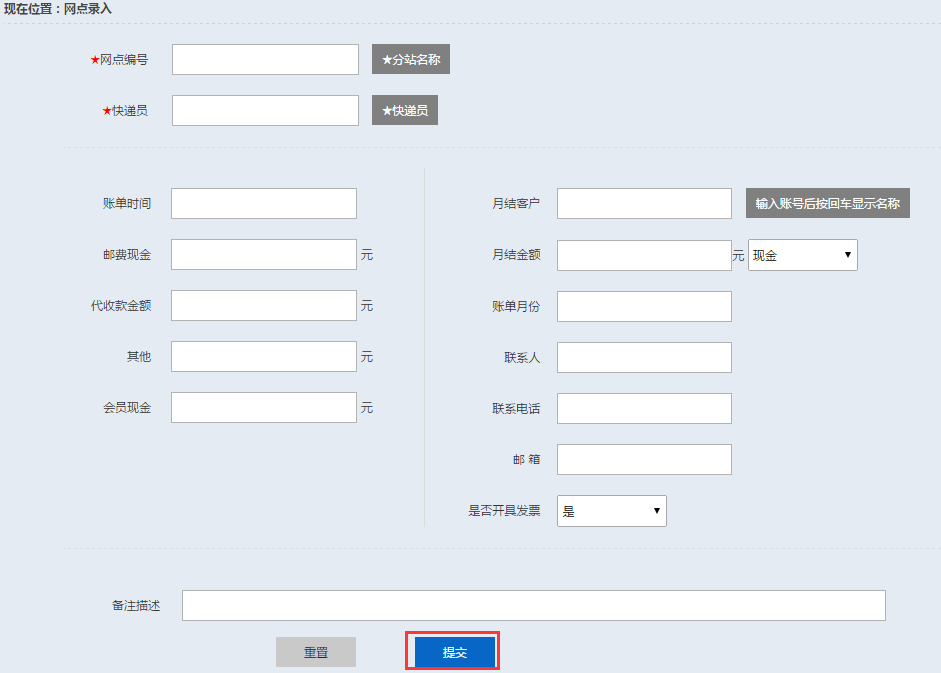 现在位置：网点录入
★网点编号 ★分站名称
★快递员 ★快递员
账单时间
邮费现金 元
代收款金额 元
其他 元
会员现金 元
月结客户 输入账号后按回车显示名称
月结金额 元 现金
账单月份
联系人
联系电话
邮 箱
是否开具发票 是
备注描述
重置 提交